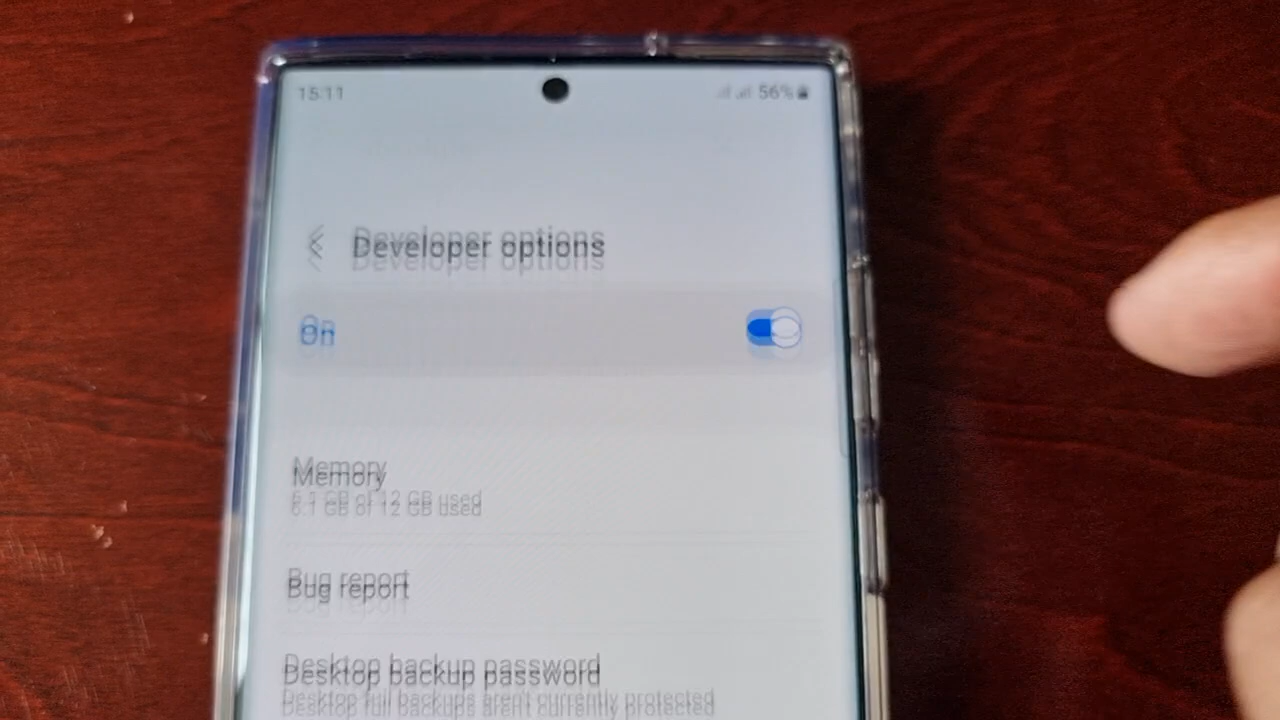 15:11
56%
Developer options
On
Memory
6.1 GB of 12 GB used
Bug report
Desktop backup password
Desktop full backups aren't currently protected